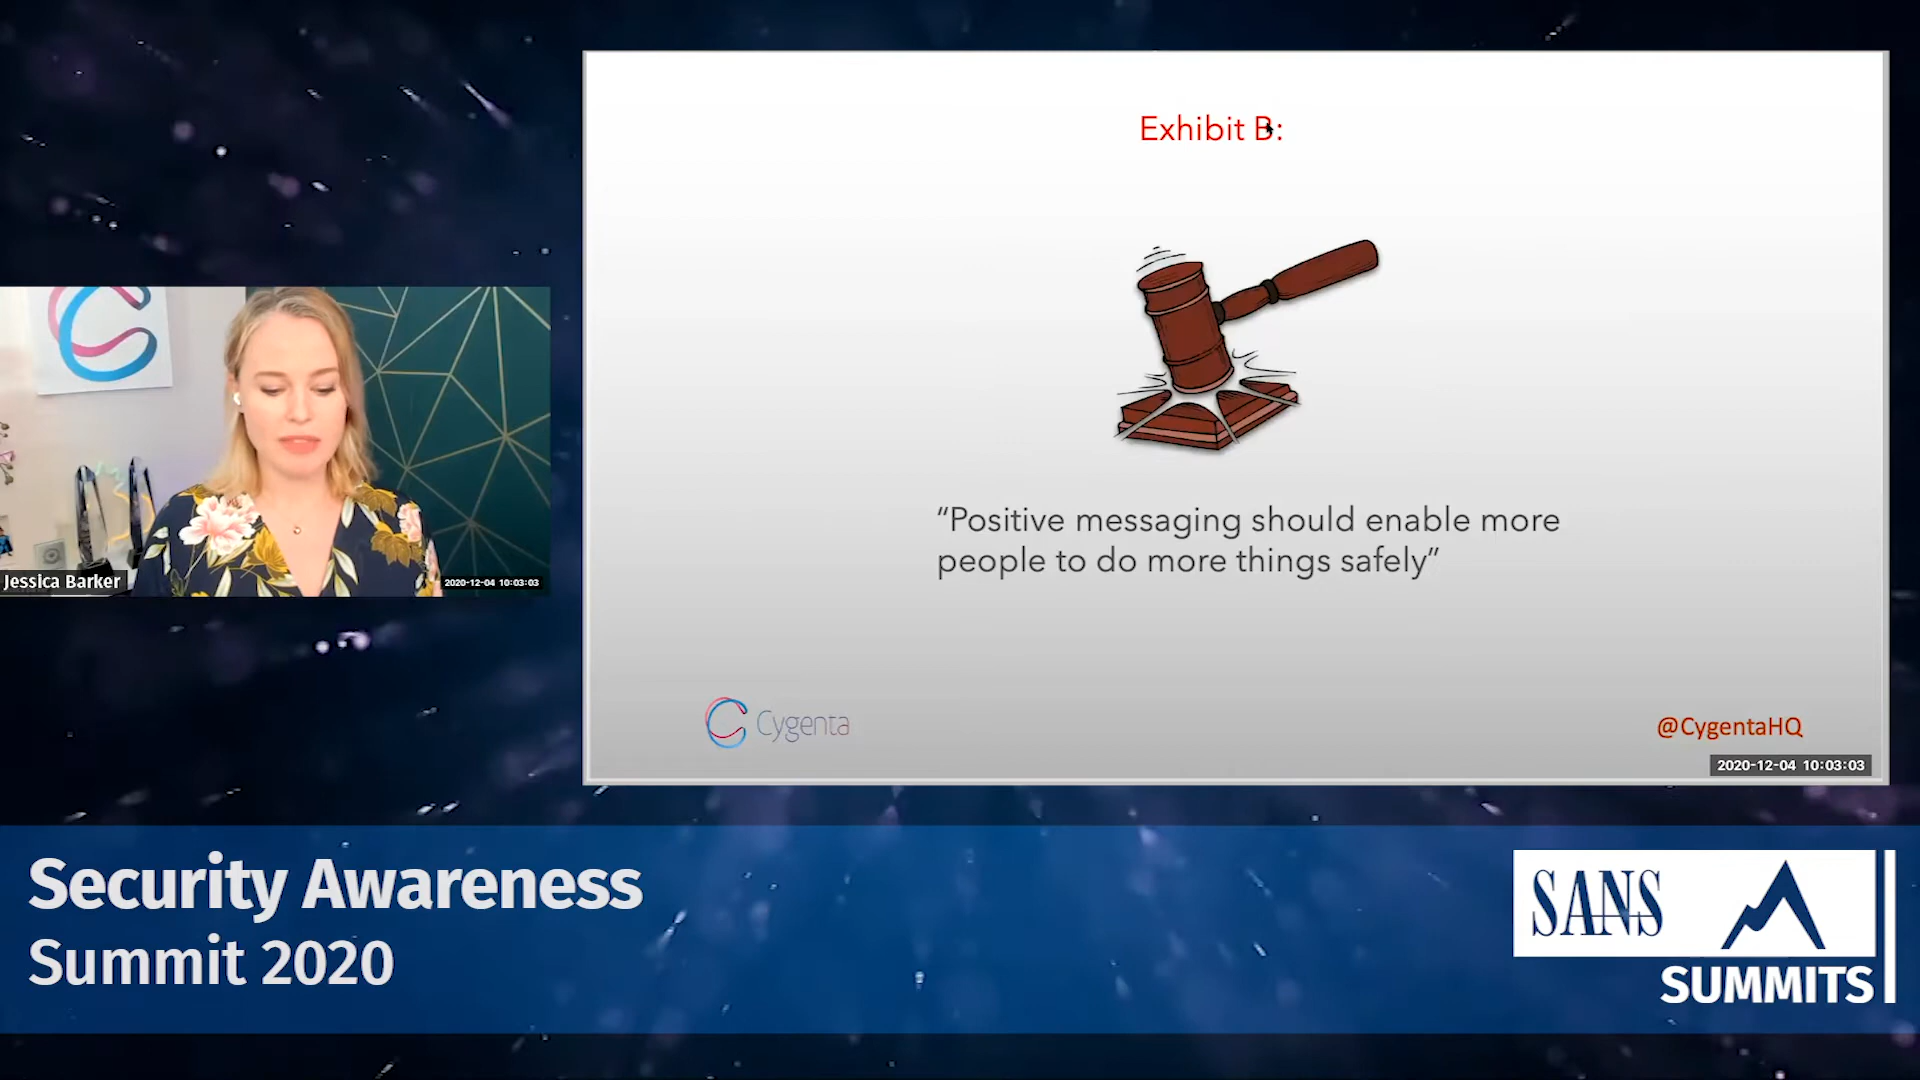 Exhibit B:
“Positive messaging should enable more
people to do more things safely”
Cygenta
@CygentaHQ
2020-12-04 10:03:03
Jessica Barker
2020-12-04 10:03:03
Security Awareness
Summit 2020
SANS
SUMMITS